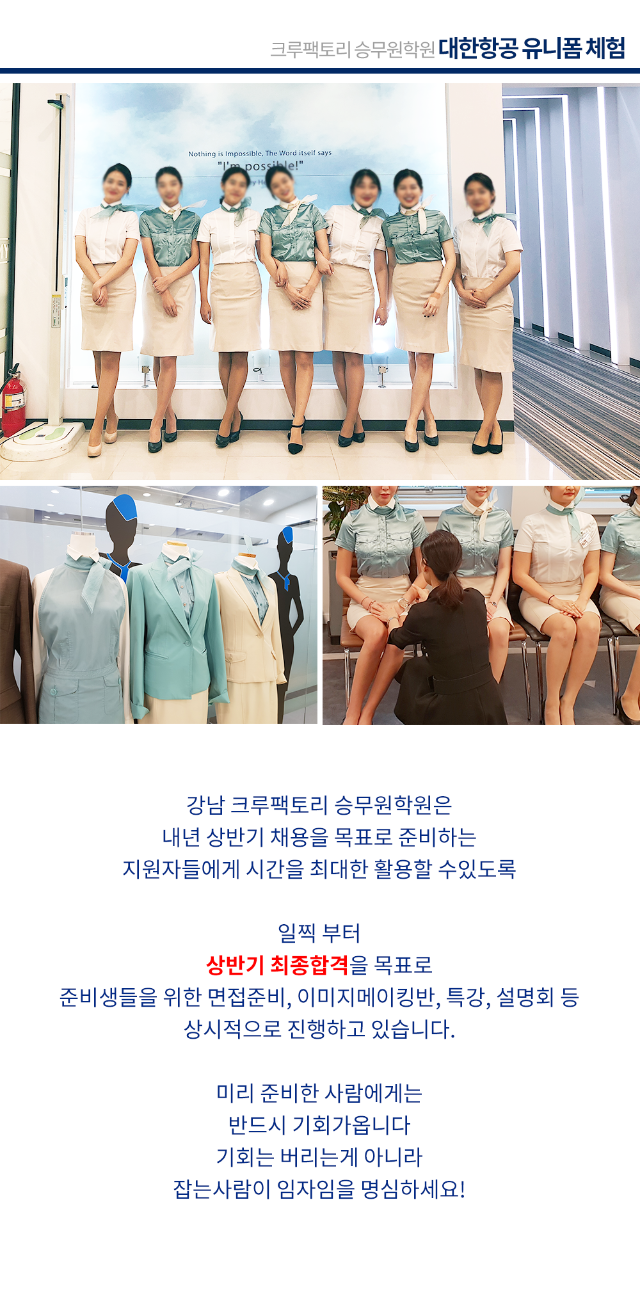 크루팩토리 승무원학원 대한항공 유니폼 체험
Nothing is Impossible, The Word itself says
"I'm possible!"
강남 크루팩토리 승무원학원은
내년 상반기 채용을 목표로 준비하는
지원자들에게 시간을 최대한 활용할 수있도록
일찍 부터
상반기 최종합격을 목표로
준비생들을 위한 면접준비, 이미지메이킹반, 특강, 설명회 등
상시적으로 진행하고 있습니다.
미리 준비한 사람에게는
반드시 기회가옵니다
기회는 버리는게 아니라
잡는사람이 임자임을 명심하세요!